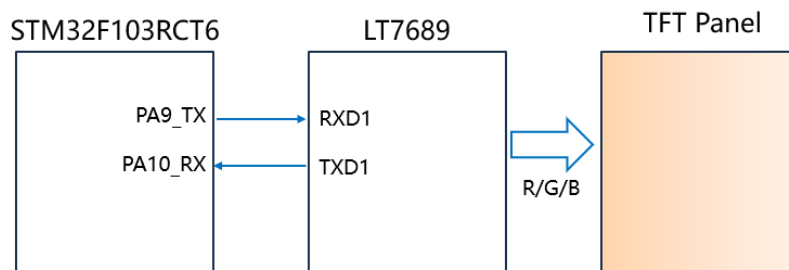 STM32F103RCT6
LT7689
TFT Panel
PA9_TX
RXD1
PA10_RX
TXD1
R/G/B